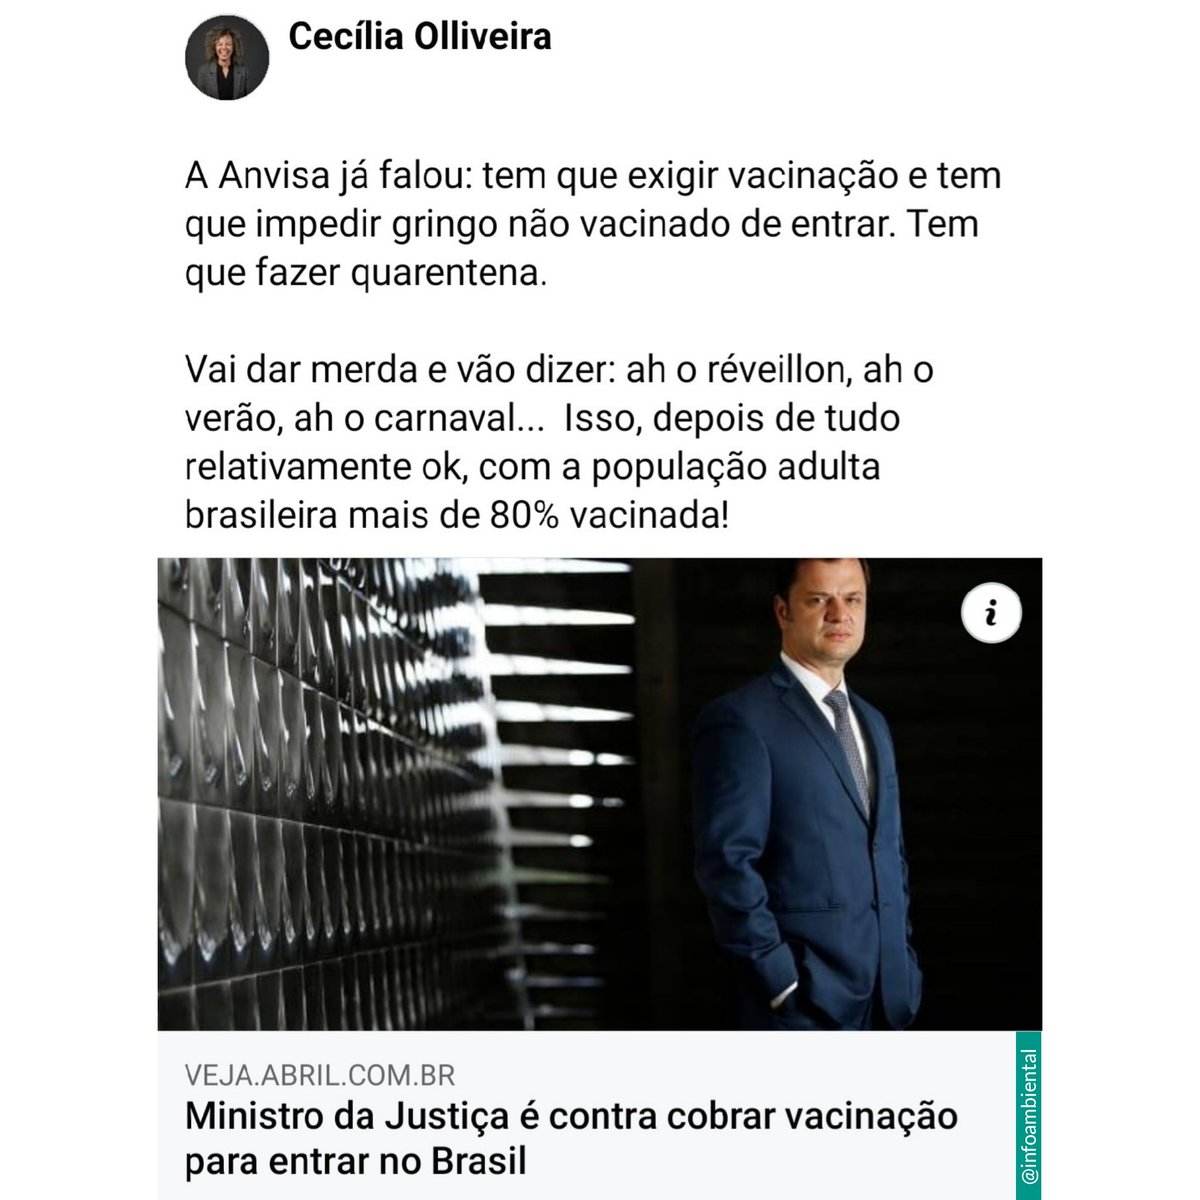 Cecília Olliveira
A Anvisa já falou: tem que exigir vacinação e tem
que impedir gringo não vacinado de entrar. Tem
que fazer quarentena.
Vai dar merda e vão dizer: ah o réveillon, ah o
verão, ah o carnaval... Isso, depois de tudo
relativamente ok, com a população adulta
brasileira mais de 80% vacinada!
i
VEJA.ABRIL.COM.BR
Ministro da Justiça é contra cobrar vacinação
para entrar no Brasil
@infoambiental